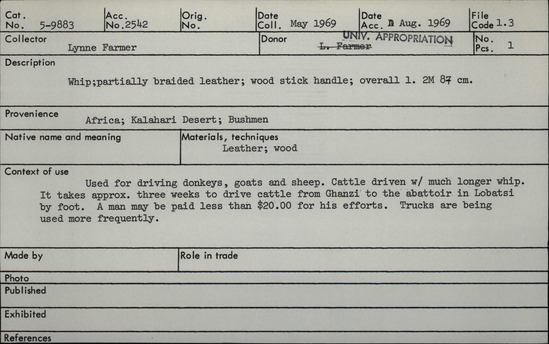 Cat. Acc. Orig. Date Date File
No. 5-9883 No. 2542 No. Coll. May 1969 Acc. Aug. 1969 Code 1.3
Collector Lynne Farmer Donor L. Farmer UNIV. APPROPRIATION No. Pcs. 1
Description
Whip;partially braided leather; wood stick handle; overall l. 2M 87 cm.
Provenience Africa; Kalahari Desert; Bushmen
Native name and meaning Materials, techniques
Leather; wood
Context of use
Used for driving donkeys, goats and sheep. Cattle driven w/ much longer whip.
It takes approx. three weeks to drive cattle from Ghanzi to the abattoir in Lobatsi
by foot. A man may be paid less than $20.00 for his efforts. Trucks are being
used more frequently.
Made by Role in trade
Photo
Published
Exhibited
References